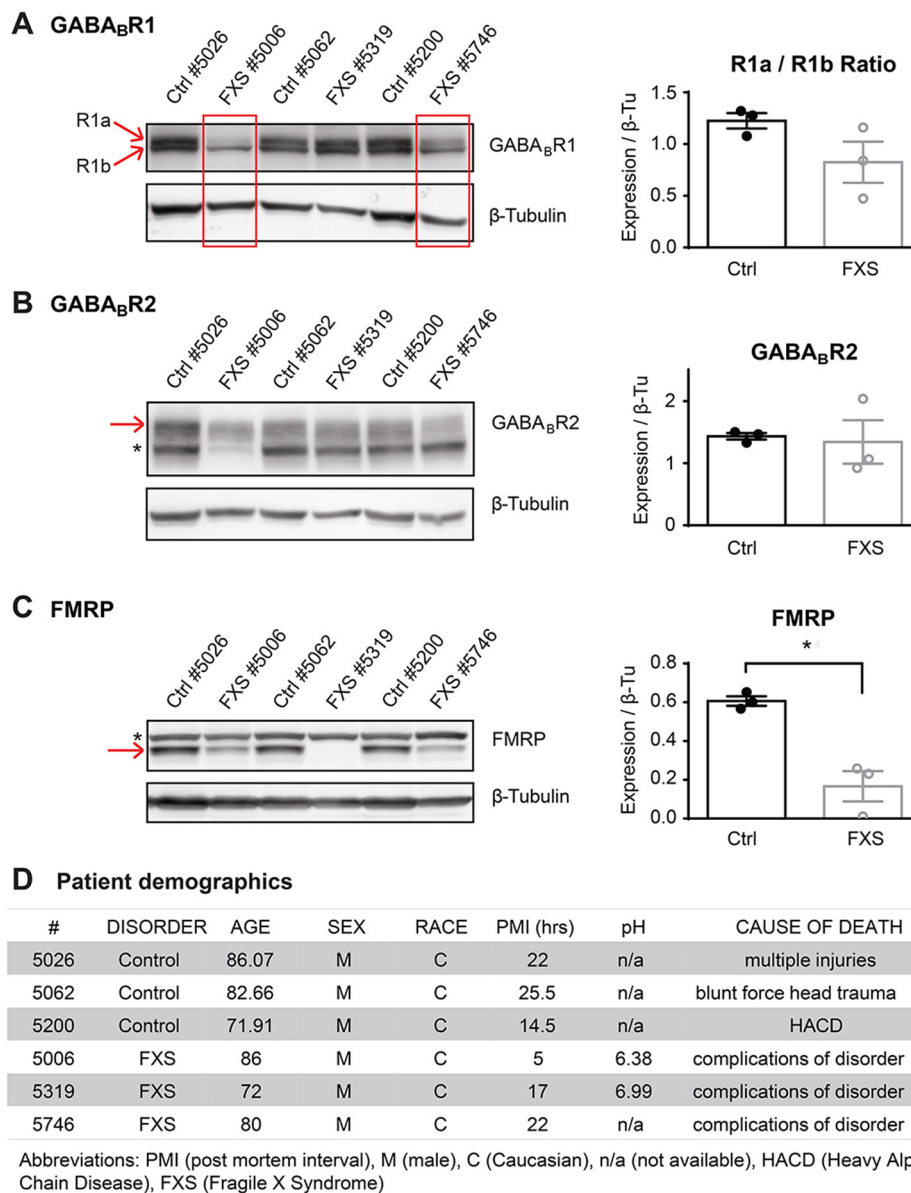 A GABA_BR1
Ctrl #5026
FXS #5006
Ctrl #5062
FXS #5319
Ctrl #5200
FXS #5746
R1a
R1b
GABA_BR1
β-Tubulin
R1a / R1b Ratio
Expression / β-Tu
1.5
1.0
0.5
0.0
Ctrl
FXS
B GABA_BR2
Ctrl #5026
FXS #5006
Ctrl #5062
FXS #5319
Ctrl #5200
FXS #5746
*
GABA_BR2
β-Tubulin
GABA_BR2
Expression / β-Tu
2
1
0
Ctrl
FXS
C FMRP
Ctrl #5026
FXS #5006
Ctrl #5062
FXS #5319
Ctrl #5200
FXS #5746
*
FMRP
β-Tubulin
FMRP
**
Expression / β-Tu
0.8
0.6
0.4
0.2
0.0
Ctrl
FXS
D Patient demographics
# DISORDER AGE SEX RACE PMI (hrs) pH CAUSE OF DEATH
5026 Control 86.07 M C 22 n/a multiple injuries
5062 Control 82.66 M C 25.5 n/a blunt force head trauma
5200 Control 71.91 M C 14.5 n/a HACD
5006 FXS 86 M C 5 6.38 complications of disorder
5319 FXS 72 M C 17 6.99 complications of disorder
5746 FXS 80 M C 22 n/a complications of disorder
Abbreviations: PMI (post mortem interval), M (male), C (Caucasian), n/a (not available), HACD (Heavy Alp
Chain Disease), FXS (Fragile X Syndrome)